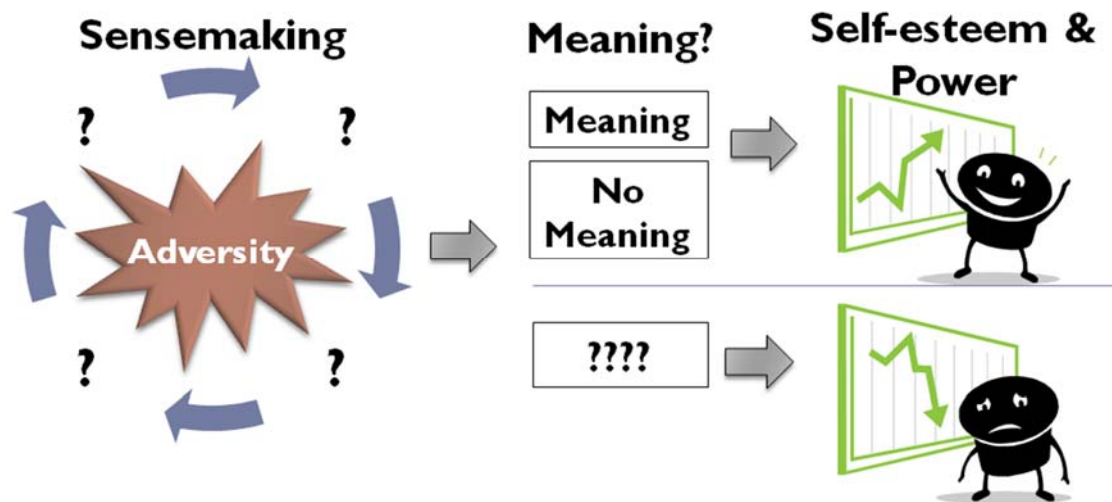 Sensemaking
?
?
Adversity
?
?
Meaning?
Meaning
No
Meaning
????
Self-esteem &
Power